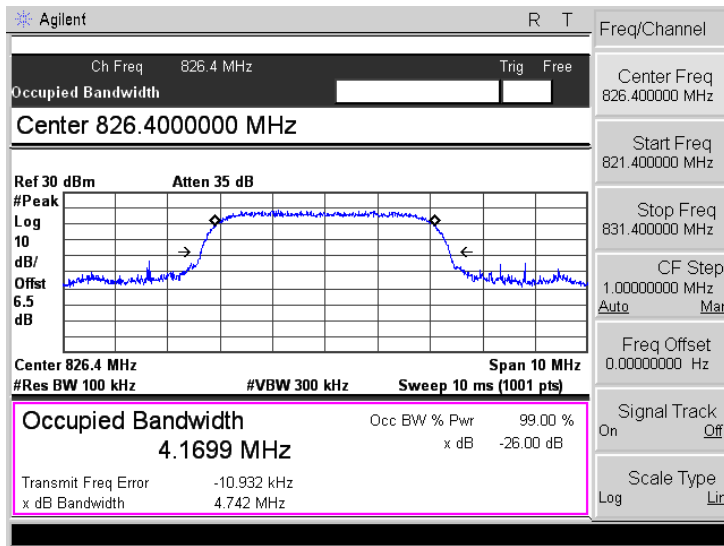 Agilent R T
Freq/Channel
Ch Freq 826.4 MHz Trig Free
Occupied Bandwidth
Center 826.4000000 MHz
Ref 30 dBm Atten 35 dB
#Peak
Log
10
dB/
Offst
6.5
dB
Center 826.4 MHz Span 10 MHz
#Res BW 100 kHz #VBW 300 kHz Sweep 10 ms (1001 pts)
Occupied Bandwidth Occ BW % Pwr 99.00 %
4.1699 MHz x dB -26.00 dB
Transmit Freq Error -10.932 kHz
x dB Bandwidth 4.742 MHz
Center Freq
826.400000 MHz
Start Freq
821.400000 MHz
Stop Freq
831.400000 MHz
CF Step
1.00000000 MHz
Auto Mar
Freq Offset
0.00000000 Hz
Signal Track
On Off
Scale Type
Log Lir